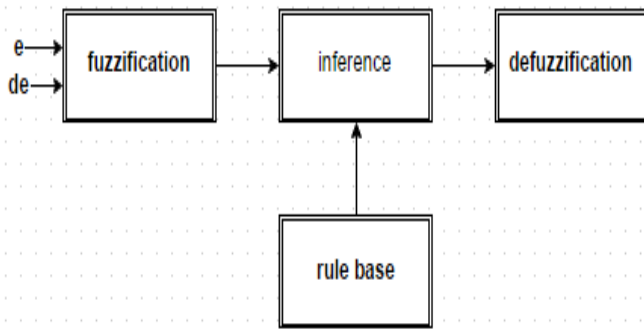 e
de
fuzzification
inference
defuzzification
rule base